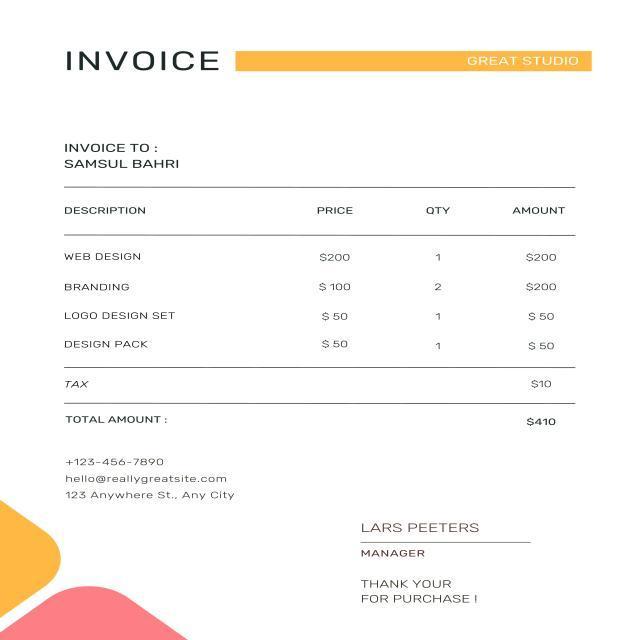 INVOICE GREAT STUDIO
INVOICE TO :
SAMSUL BAHRI
DESCRIPTION PRICE QTY AMOUNT
WEB DESIGN $200 1 $200
BRANDING $ 100 2 $200
LOGO DESIGN SET $ 50 1 $ 50
DESIGN PACK $ 50 1 $ 50
TAX $10
TOTAL AMOUNT : $410
+123-456-7890
hello@reallygreatsite.com
123 Anywhere St., Any City
LARS PEETERS
MANAGER
THANK YOUR
FOR PURCHASE !